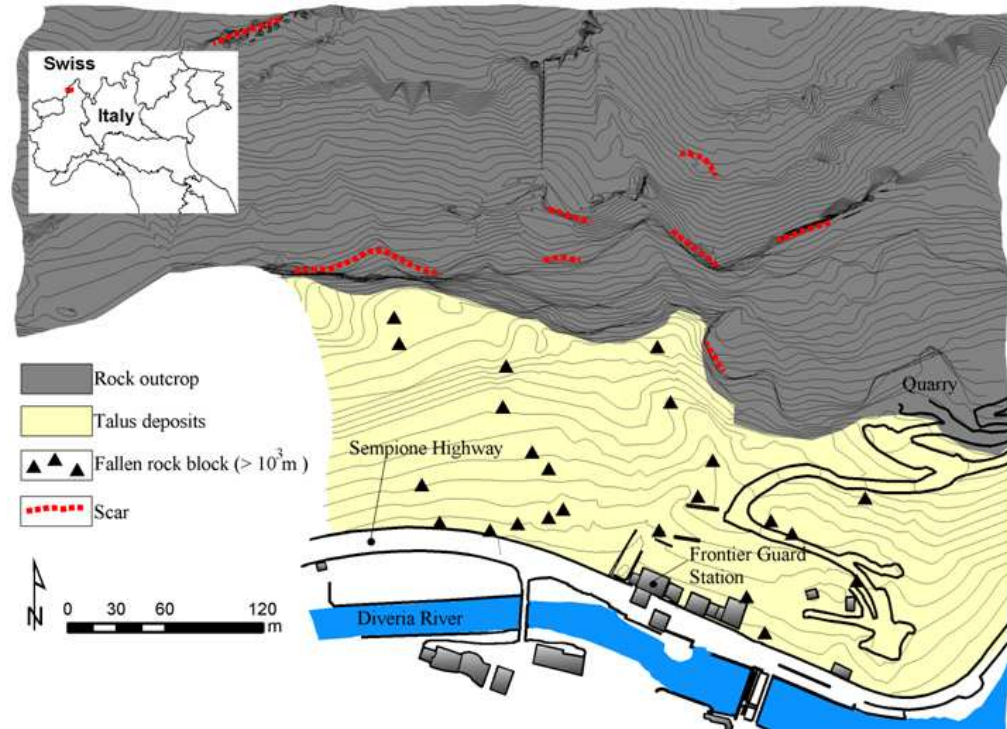 Swiss
Italy
Quarry
Rock outcrop
Talus deposits
Fallen rock block (> 10³m )
Scar
Sempione Highway
Frontier Guard
Station
Diveria River
N
0 30 60 120
m